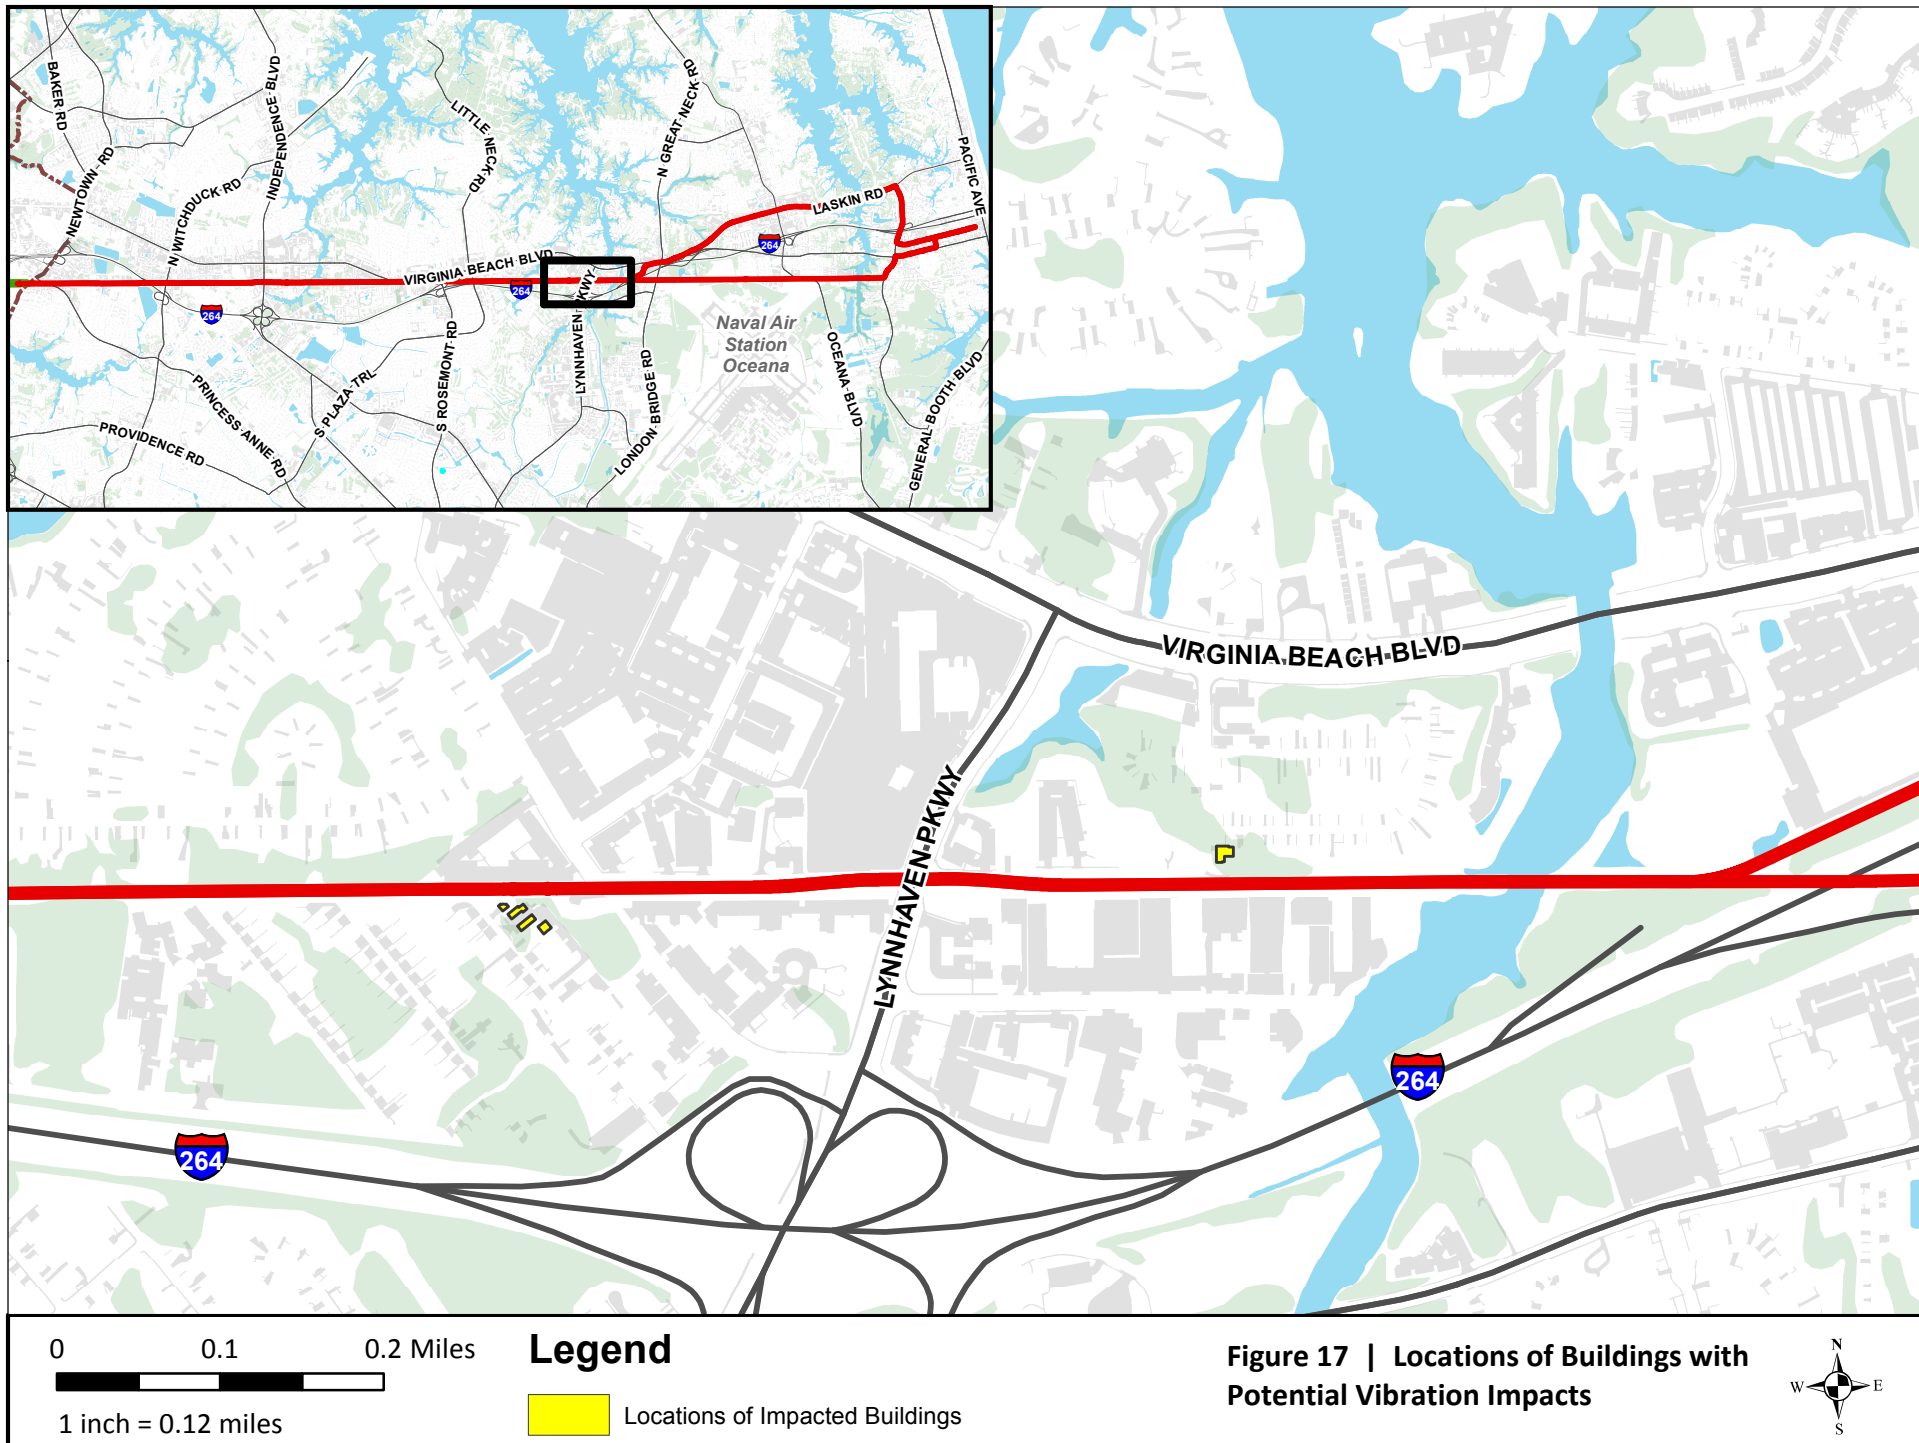 BAKER RD
NEWTOWN RD
N WITCHDUCK RD
INDEPENDENCE BLVD
LITTLE NECK RD
N GREAT NECK RD
PACIFIC AVE
LASKIN RD
264
VIRGINIA BEACH BLVD
264
264
LYNNHAVEN PKWY
Naval Air
Station
Oceana
S ROSEMONT RD
S PLAZA TRL
PRINCESS ANNE RD
PROVIDENCE RD
LONDON BRIDGE RD
OCEANA BLVD
GENERAL BOOTH BLVD
VIRGINIA BEACH BLVD
LYNNHAVEN PKWY
264
264
0 0.1 0.2 Miles
1 inch = 0.12 miles
Legend
Locations of Impacted Buildings
Figure 17 | Locations of Buildings with
Potential Vibration Impacts
N
W E
S